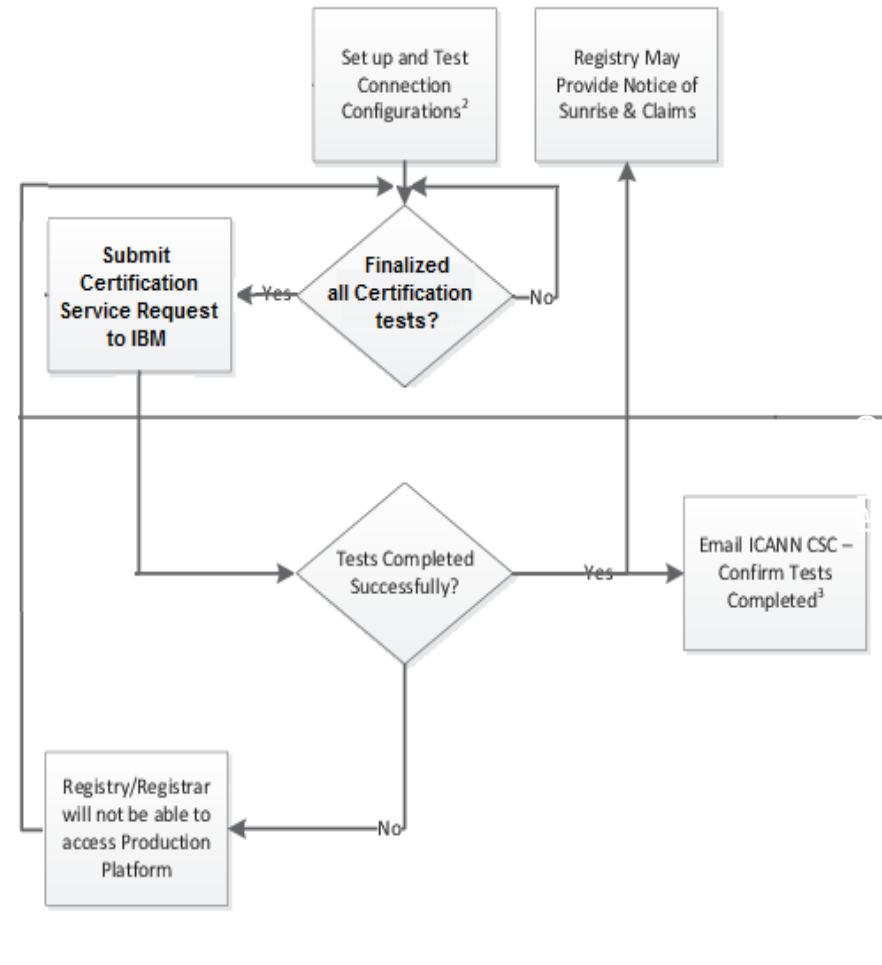 Set up and Test
Connection
Configurations²
Registry May
Provide Notice of
Sunrise & Claims
Submit
Certification
Service Request
to IBM
Yes
Finalized
all Certification
tests?
No
Tests Completed
Successfully?
Yes
Email ICANN CSC –
Confirm Tests
Completed³
Registry/Registrar
will not be able to
access Production
Platform
No